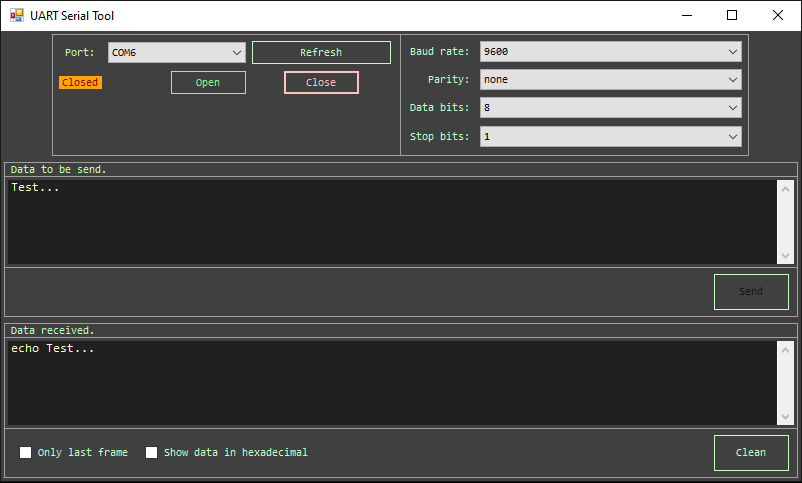 UART Serial Tool
Port: COM6 Refresh
Closed Open Close
Baud rate: 9600
Parity: none
Data bits: 8
Stop bits: 1
Data to be send.
Test...
Send
Data received.
echo Test...
Only last frame Show data in hexadecimal Clean